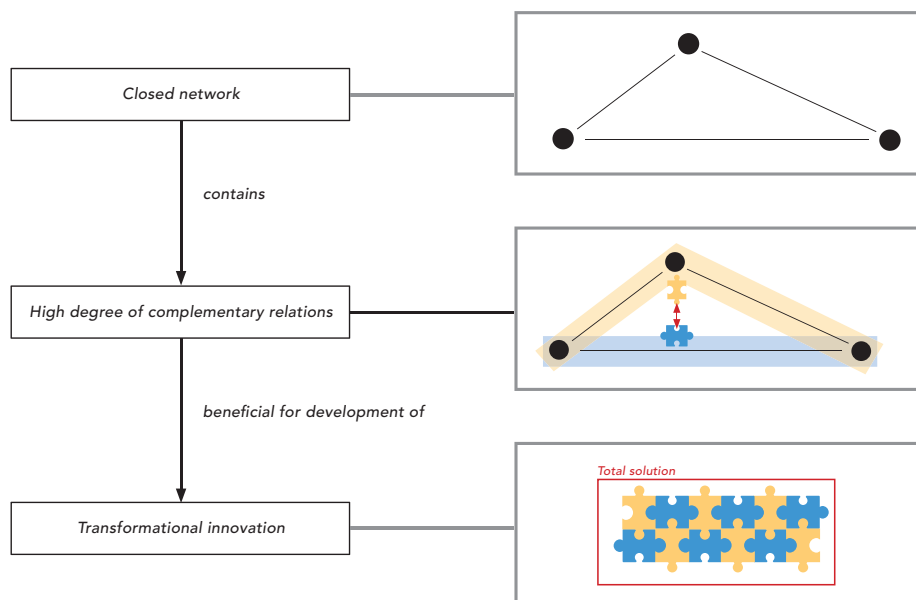 Closed network
contains
High degree of complementary relations
beneficial for development of
Total solution
Transformational innovation